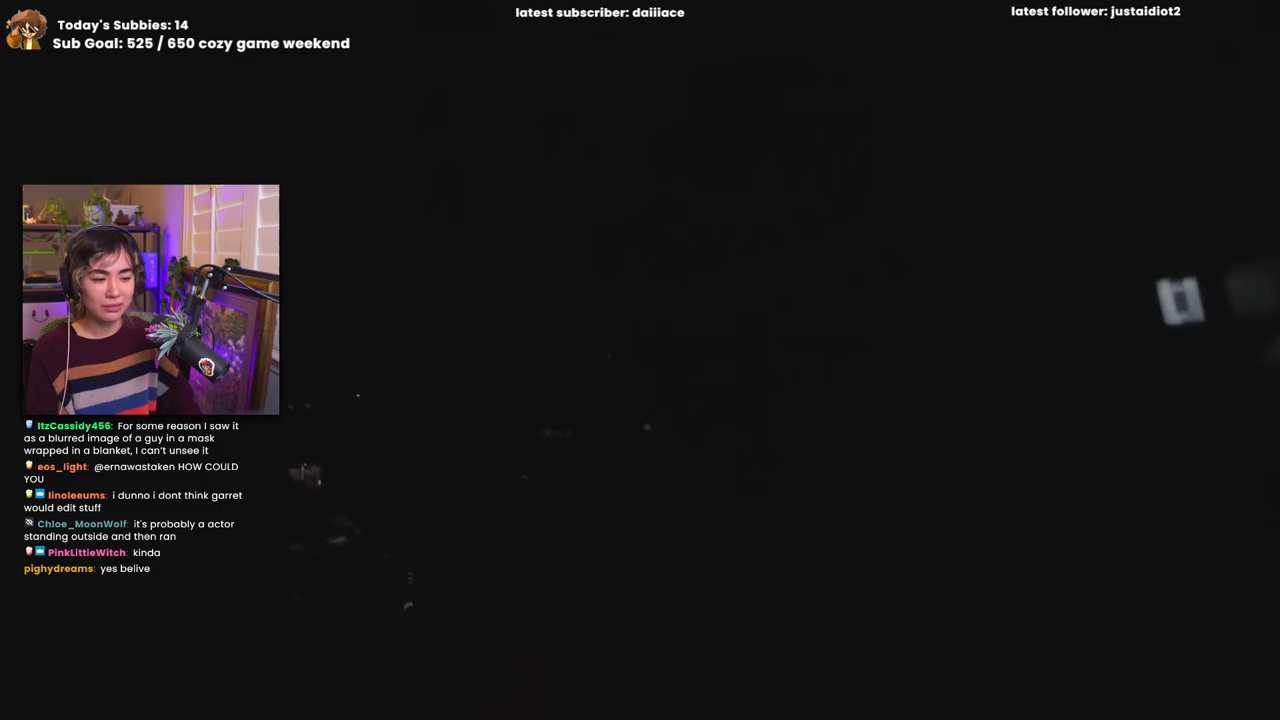 latest subscriber: daiiiace
latest follower: justaidiot2
Today's Subbies: 14
Sub Goal: 525 / 650 cozy game weekend
ItzCassidy456: For some reason I saw it
as a blurred image of a guy in a mask
wrapped in a blanket, I can't unsee it
eos_light: @ernawastaken HOW COULD
YOU
linoleeums: i dunno i dont think garret
would edit stuff
Chloe_MoonWolf: it's probably a actor
standing outside and then ran
PinkLittieWitch: kinda
pighydreams: yes belive